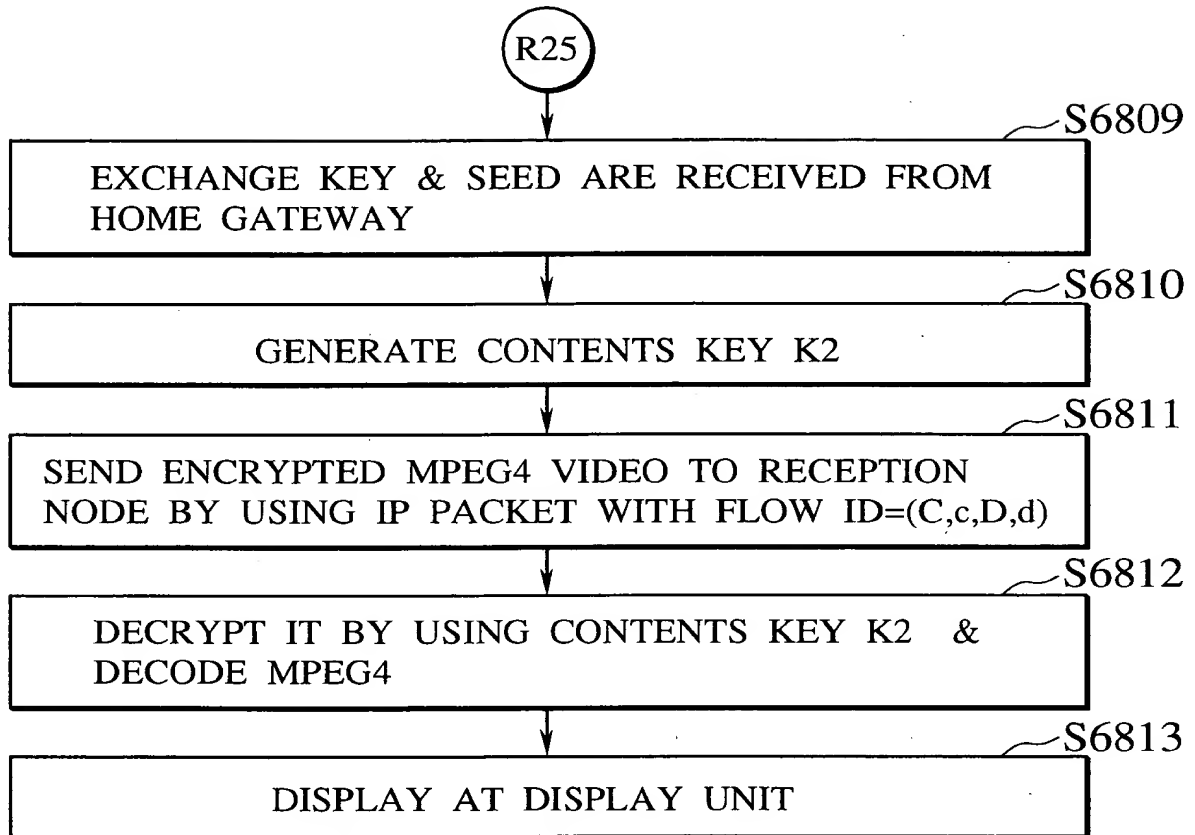 R25
S6809
EXCHANGE KEY & SEED ARE RECEIVED FROM
HOME GATEWAY
S6810
GENERATE CONTENTS KEY K2
S6811
SEND ENCRYPTED MPEG4 VIDEO TO RECEPTION
NODE BY USING IP PACKET WITH FLOW ID=(C,c,D,d)
S6812
DECRYPT IT BY USING CONTENTS KEY K2 &
DECODE MPEG4
S6813
DISPLAY AT DISPLAY UNIT